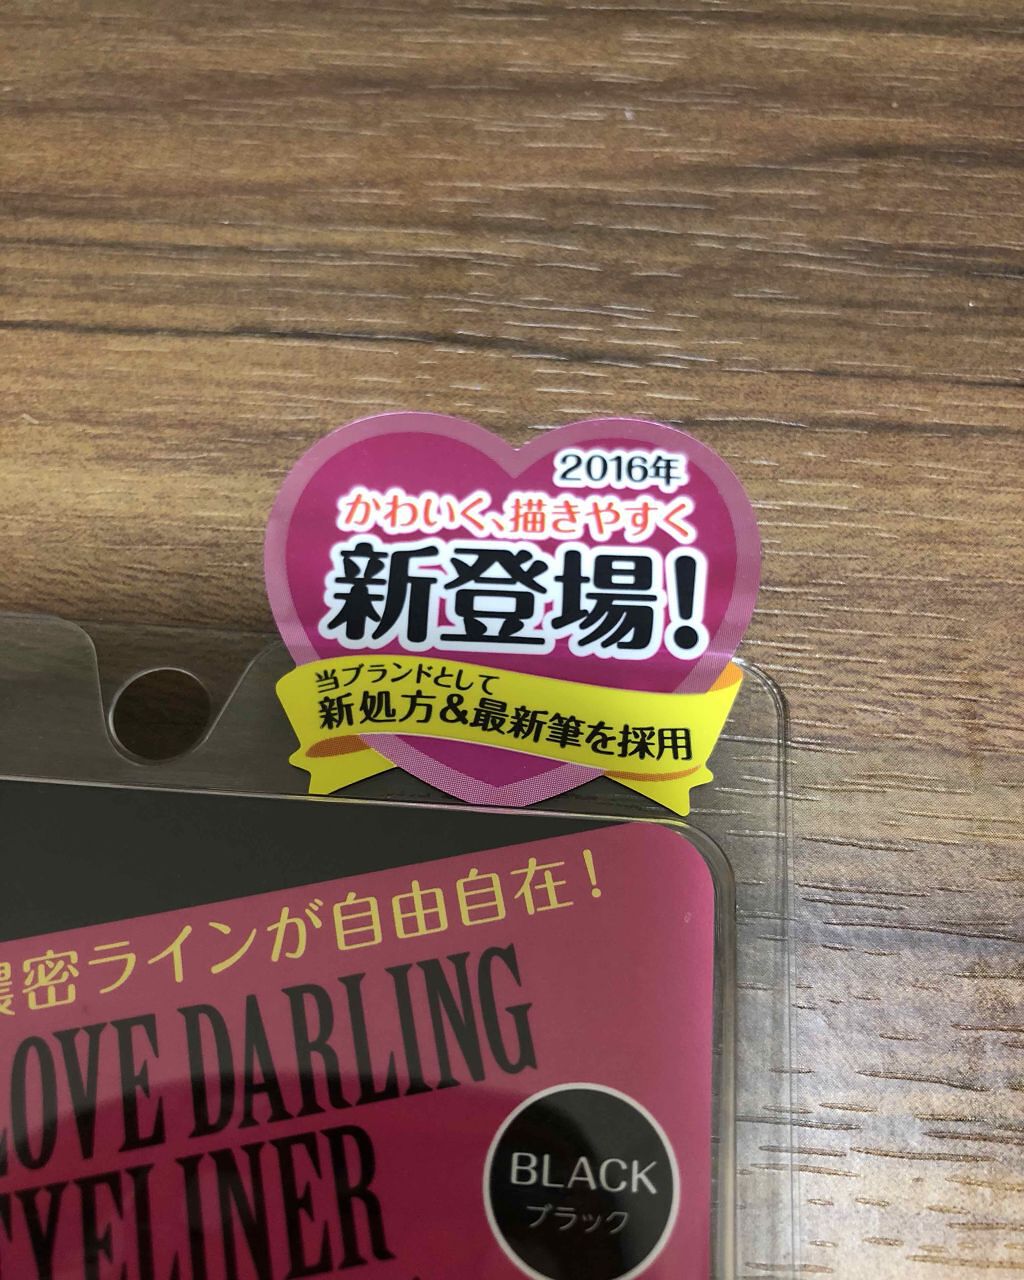 2016年
かわいく、描きやすく
新登場!
当ブランドとして
新処方&最新筆を採用
濃密ラインが自由自在!
LOVE DARLING
EYELINER
BLACK
ブラック